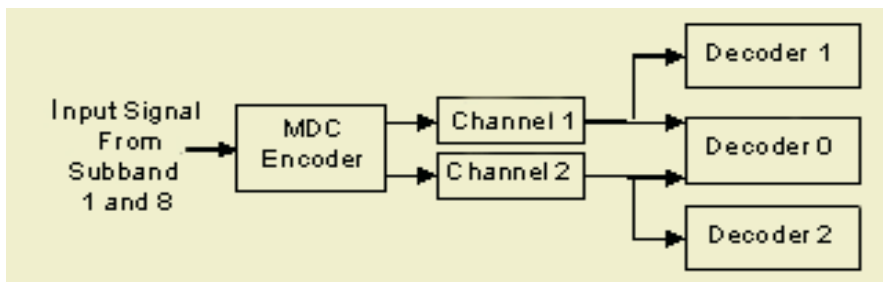 Input Signal
From
Subband
1 and 8
MDC
Encoder
Channel 1
Channel 2
Decoder 1
Decoder 0
Decoder 2